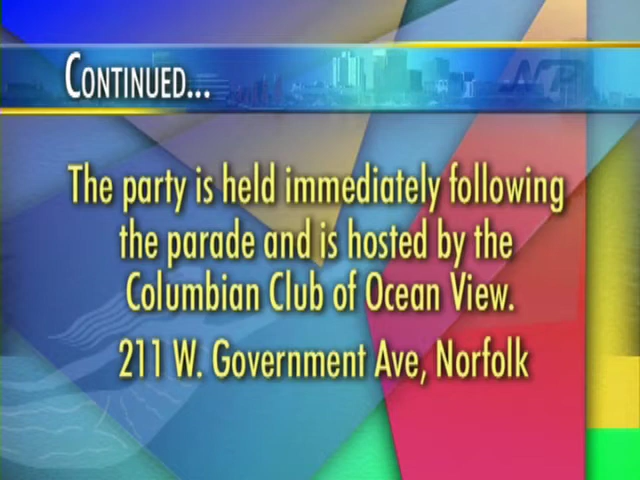 CONTINUED...
The party is held immediately following
the parade and is hosted by the
Columbian Club of Ocean View.
211 W. Government Ave, Norfolk